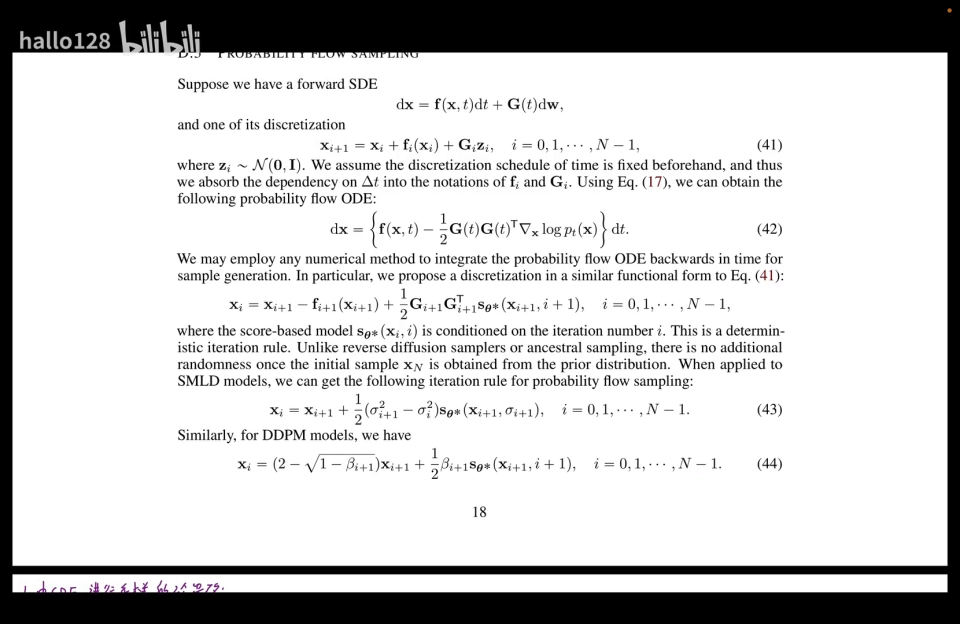 hallo128 bilibili
D.3 PROBABILITY FLOW SAMPLING
Suppose we have a forward SDE
dx = f(x, t)dt + G(t)dw,
and one of its discretization
x_{i+1} = x_i + f_i(x_i) + G_i z_i, i = 0, 1, ⋯ , N − 1, (41)
where z_i ∼ 𝒩(0, I). We assume the discretization schedule of time is fixed beforehand, and thus
we absorb the dependency on Δt into the notations of f_i and G_i. Using Eq. (17), we can obtain the
following probability flow ODE:
dx = {f(x, t) − 1/2 G(t)G(t)^T ∇_x log p_t(x)} dt. (42)
We may employ any numerical method to integrate the probability flow ODE backwards in time for
sample generation. In particular, we propose a discretization in a similar functional form to Eq. (41):
x_i = x_{i+1} − f_{i+1}(x_{i+1}) + 1/2 G_{i+1}G_{i+1}^T s_{θ*}(x_{i+1}, i + 1), i = 0, 1, ⋯ , N − 1,
where the score-based model s_{θ*}(x_i, i) is conditioned on the iteration number i. This is a determin-
istic iteration rule. Unlike reverse diffusion samplers or ancestral sampling, there is no additional
randomness once the initial sample x_N is obtained from the prior distribution. When applied to
SMLD models, we can get the following iteration rule for probability flow sampling:
x_i = x_{i+1} + 1/2 (σ_{i+1}^2 − σ_i^2)s_{θ*}(x_{i+1}, σ_{i+1}), i = 0, 1, ⋯ , N − 1. (43)
Similarly, for DDPM models, we have
x_i = (2 − √(1 − β_{i+1}))x_{i+1} + 1/2 β_{i+1}s_{θ*}(x_{i+1}, i + 1), i = 0, 1, ⋯ , N − 1. (44)
18